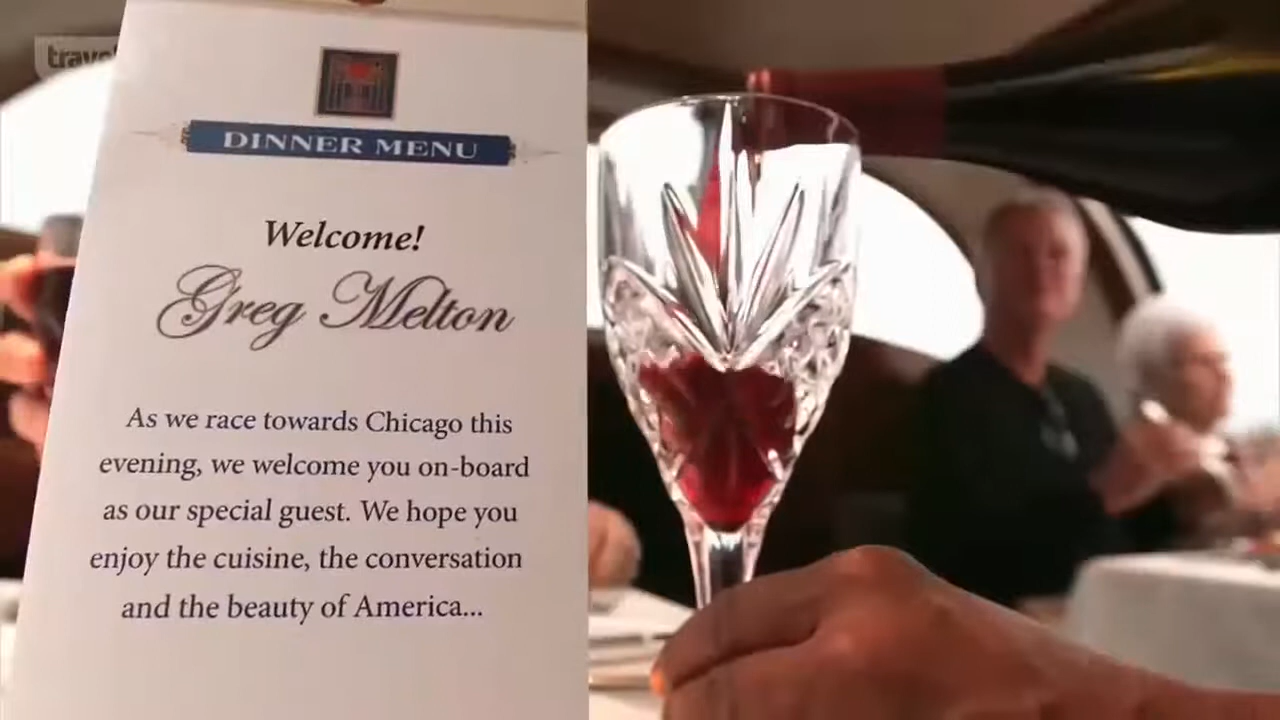 travel
DINNER MENU
Welcome!
Greg Melton
As we race towards Chicago this
evening, we welcome you on-board
as our special guest. We hope you
enjoy the cuisine, the conversation
and the beauty of America...